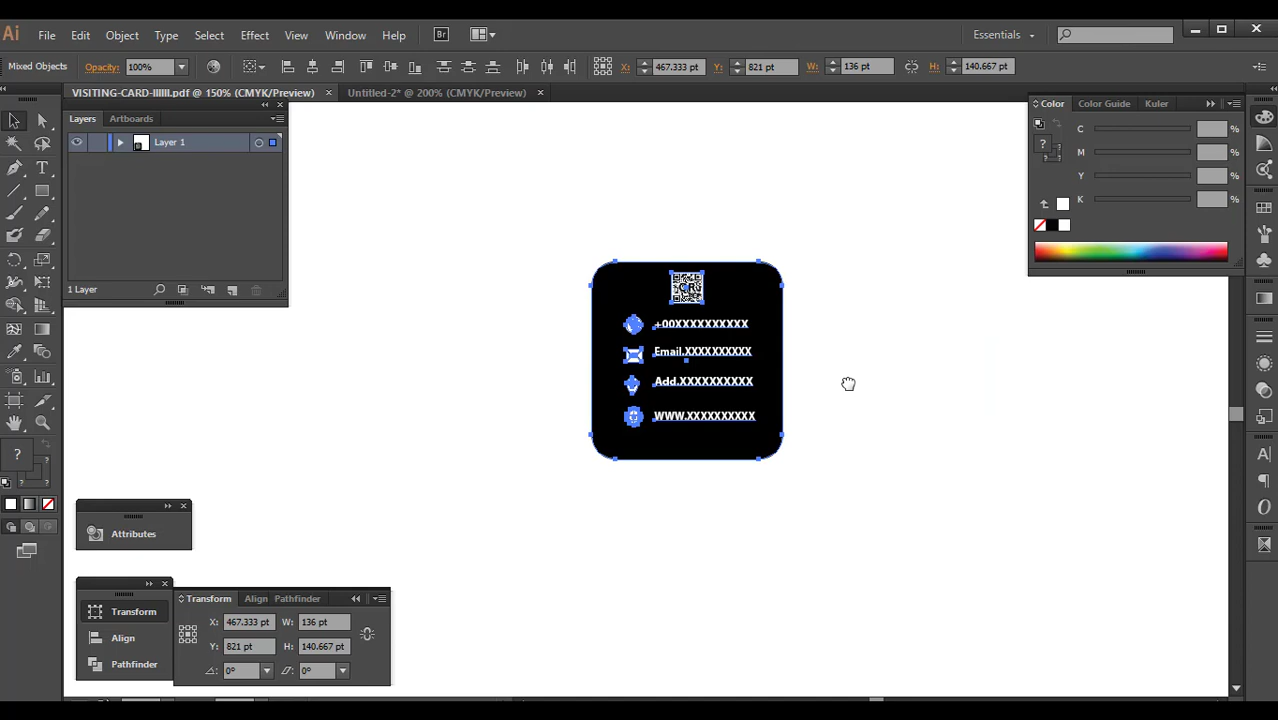 Ai File Edit Object Type Select Effect View Window Help Br Essentials
Mixed Objects Opacity: 100% X: 467.333 pt Y: 821 pt W: 136 pt H: 140.667 pt
VISITING-CARD-IIIIII.pdf @ 150% (CMYK/Preview) Untitled-2* @ 200% (CMYK/Preview)
Layers Artboards
Layer 1
1 Layer
Color Color Guide Kuler
C %
M %
Y %
K %
?
+00XXXXXXXXXX
Email.XXXXXXXXXX
Add.XXXXXXXXXX
WWW.XXXXXXXXXX
?
Attributes
Transform
Align
Pathfinder
Transform Align Pathfinder
X: 467.333 pt W: 136 pt
Y: 821 pt H: 140.667 pt
0° 0°